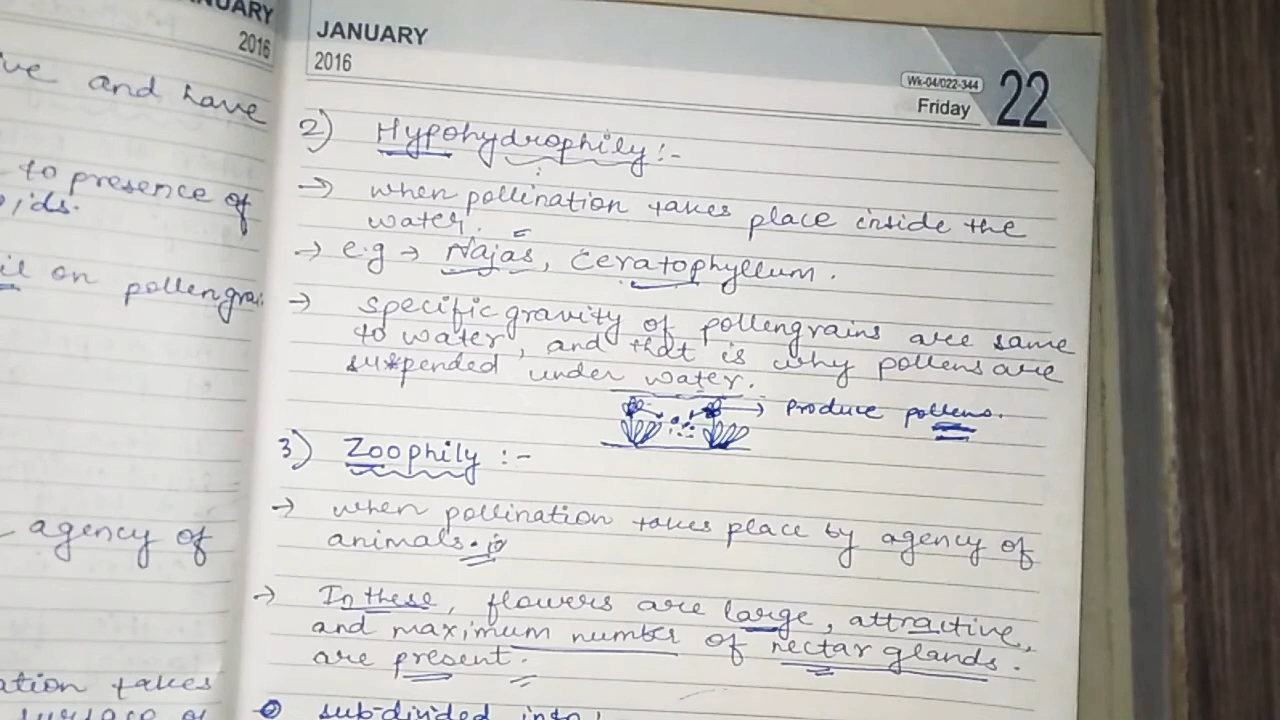 JANUARY
2016
ve and have
to presence of
ids.
on pollengrai
agency of
ation takes
surface of
JANUARY
2016
Wk-04/022-344
Friday
22
2) Hypohydrophily :-
→ when pollination takes place inside the
water.
→ e.g → Najas, Ceratophyllum.
→ specific gravity of pollengrains are same
to water, and that is why pollens are
suspended under water.
→ Produce pollens.
3) Zoophily :-
→ when pollination takes place by agency of
animals.
→ In these, flowers are large, attractive,
and maximum number of nectar glands.
are present.
sub-divided into: